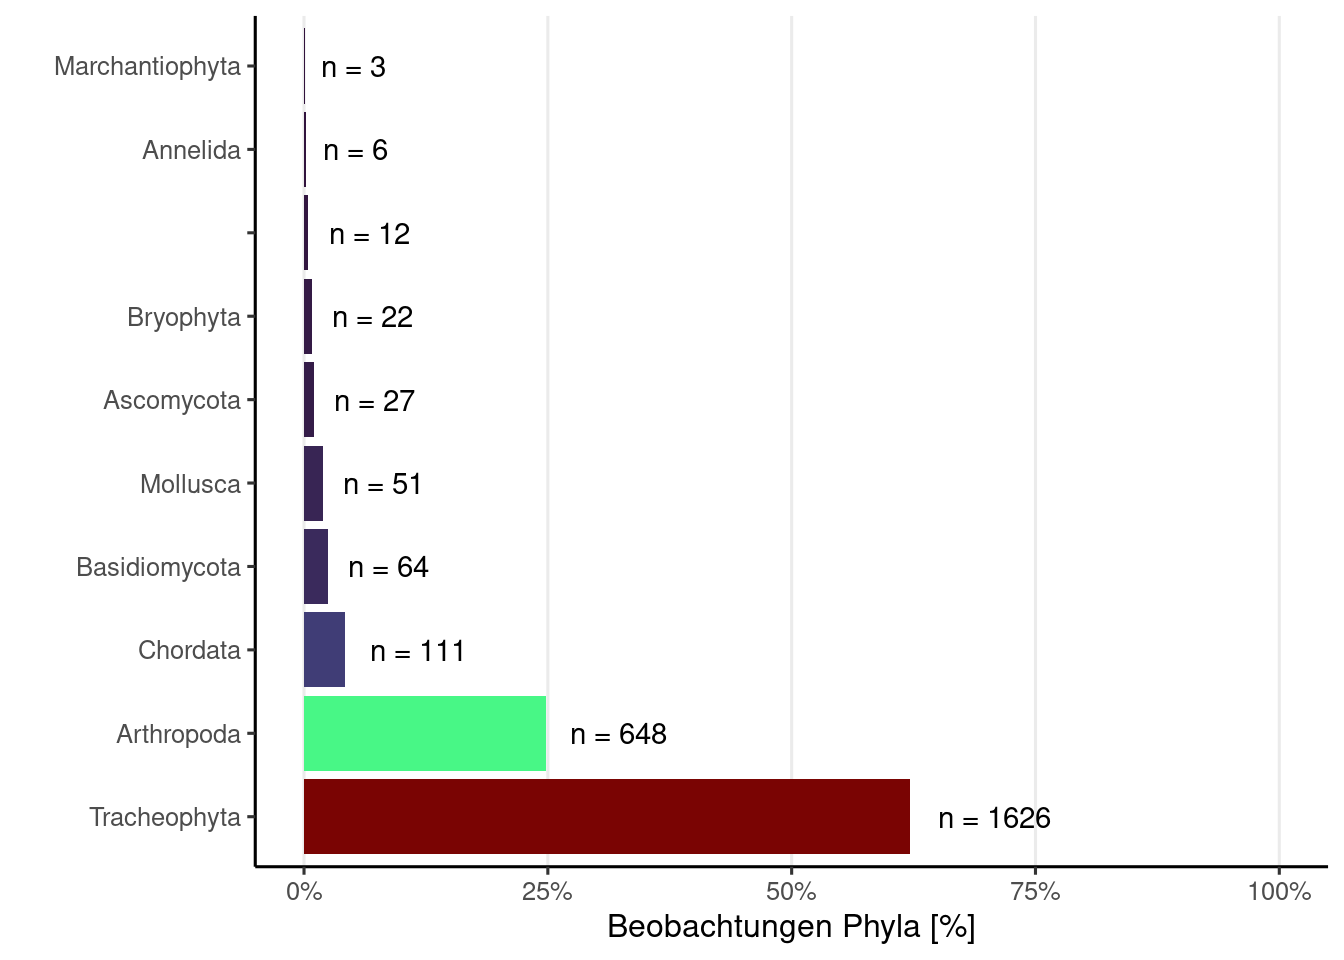 Marchantiophyta n = 3
Annelida n = 6
n = 12
Bryophyta n = 22
Ascomycota n = 27
Mollusca n = 51
Basidiomycota n = 64
Chordata n = 111
Arthropoda n = 648
Tracheophyta n = 1626
0% 25% 50% 75% 100%
Beobachtungen Phyla [%]